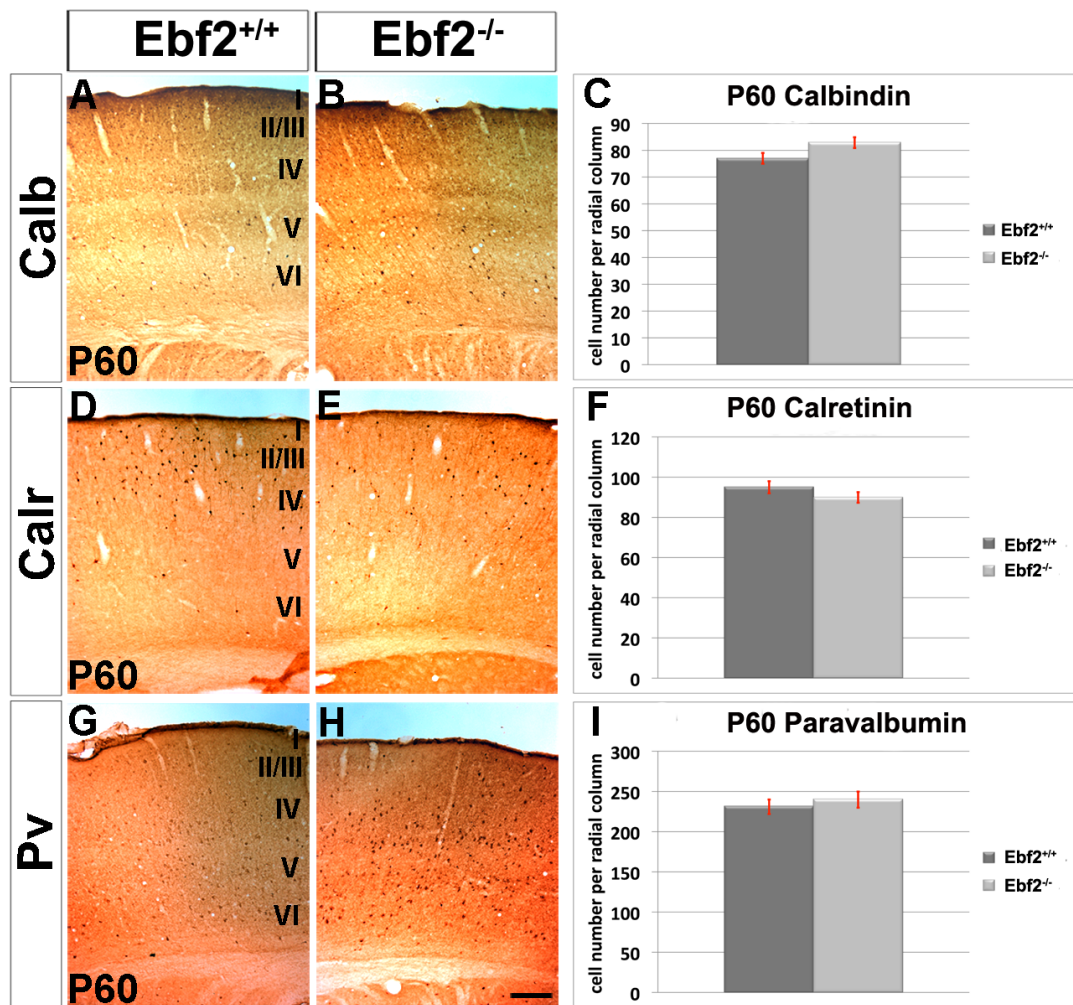 Ebf2+/+
Ebf2-/-
Calb
A
I
II/III
IV
V
VI
P60
B
C
P60 Calbindin
cell number per radial column
90
80
70
60
50
40
30
20
10
0
Ebf2+/+
Ebf2-/-
Calr
D
I
II/III
IV
V
VI
P60
E
F
P60 Calretinin
cell number per radial column
120
100
80
60
40
20
0
Ebf2+/+
Ebf2-/-
Pv
G
I
II/III
IV
V
VI
P60
H
I
P60 Paravalbumin
cell number per radial column
300
250
200
150
100
50
0
Ebf2+/+
Ebf2-/-